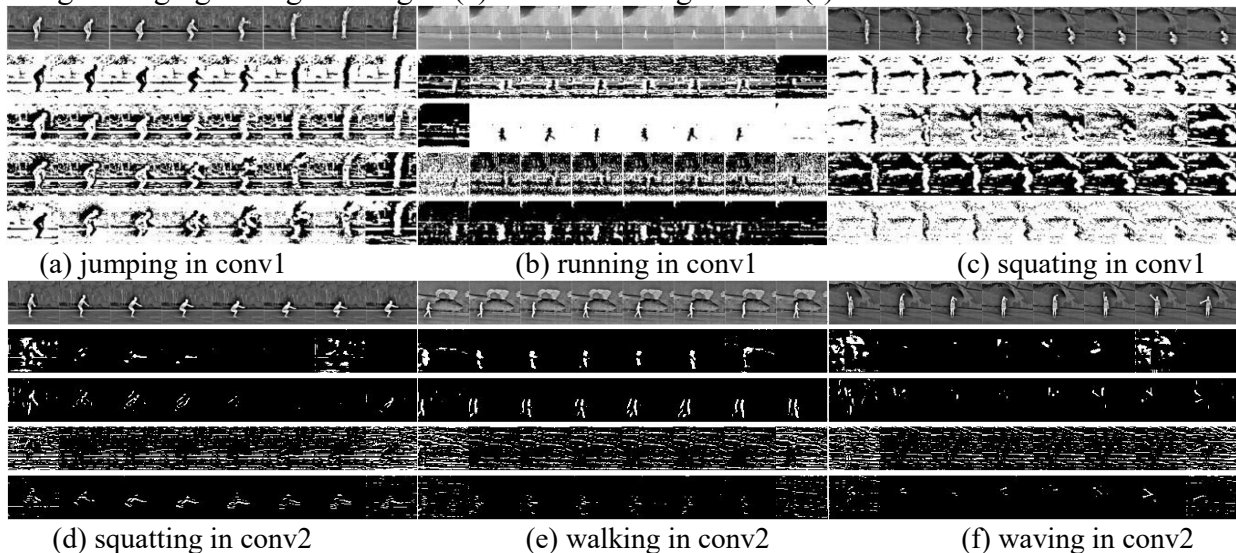 (a) jumping in conv1
(b) running in conv1
(c) squating in conv1
(d) squatting in conv2
(e) walking in conv2
(f) waving in conv2